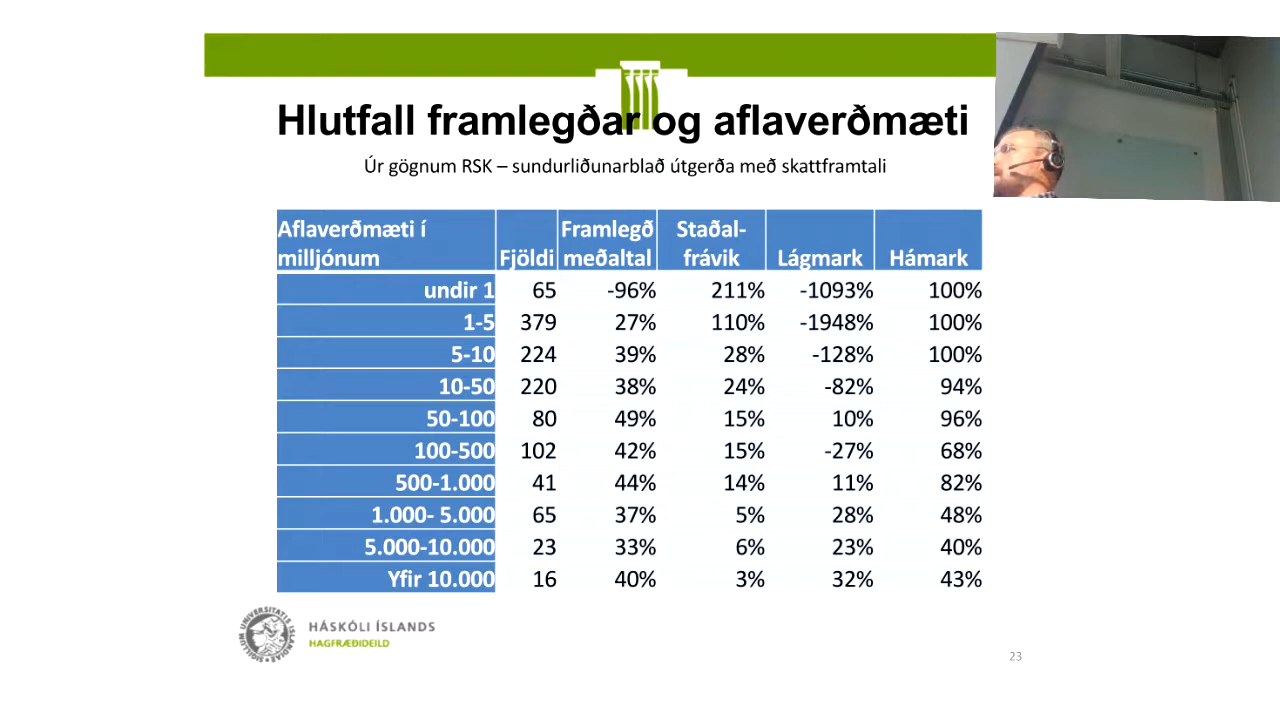 Hlutfall framlegðar og aflaverðmæti
Úr gögnum RSK – sundurliðunarblað útgerða með skattframtali
Aflaverðmæti í milljónum Fjöldi Framlegð meðaltal Staðal-frávik Lágmark Hámark
undir 1 65 -96% 211% -1093% 100%
1-5 379 27% 110% -1948% 100%
5-10 224 39% 28% -128% 100%
10-50 220 38% 24% -82% 94%
50-100 80 49% 15% 10% 96%
100-500 102 42% 15% -27% 68%
500-1.000 41 44% 14% 11% 82%
1.000- 5.000 65 37% 5% 28% 48%
5.000-10.000 23 33% 6% 23% 40%
Yfir 10.000 16 40% 3% 32% 43%
HÁSKÓLI ÍSLANDS
HAGFRÆÐIDEILD
23